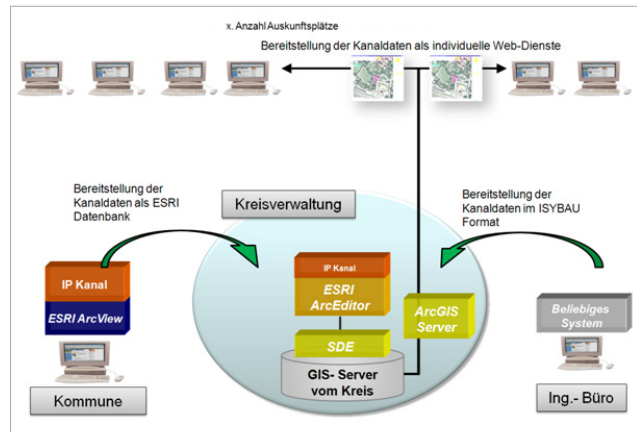 x. Anzahl Auskunftsplätze
Bereitstellung der Kanaldaten als individuelle Web-Dienste
Bereitstellung der
Kanaldaten als ESRI
Datenbank
Kreisverwaltung
Bereitstellung der
Kanaldaten im ISYBAU
Format
IP Kanal
ESRI ArcView
Kommune
IP Kanal
ESRI
ArcEditor
SDE
GIS- Server
vom Kreis
ArcGIS
Server
Beliebiges
System
Ing.- Büro